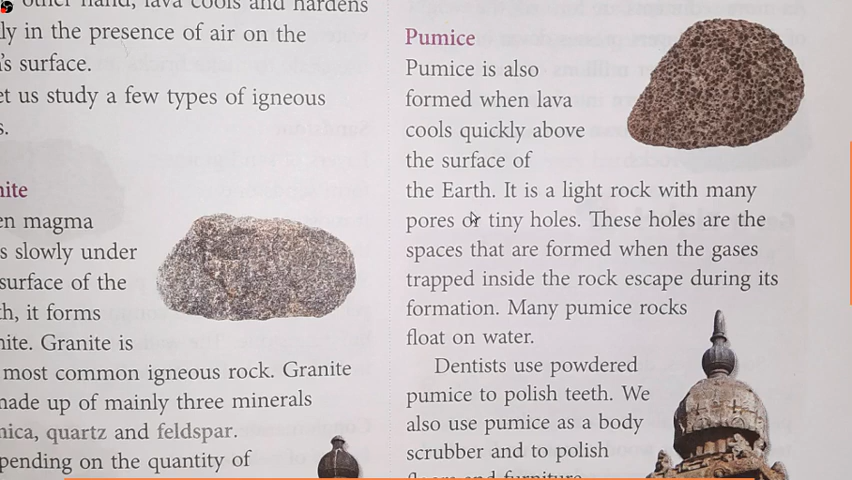 other hand, lava cools and hardens
ly in the presence of air on the
's surface.
et us study a few types of igneous
s.
nite
en magma
s slowly under
surface of the
th, it forms
nite. Granite is
most common igneous rock. Granite
made up of mainly three minerals
mica, quartz and feldspar.
pending on the quantity of
Pumice
Pumice is also
formed when lava
cools quickly above
the surface of
the Earth. It is a light rock with many
pores or tiny holes. These holes are the
spaces that are formed when the gases
trapped inside the rock escape during its
formation. Many pumice rocks
float on water.
Dentists use powdered
pumice to polish teeth. We
also use pumice as a body
scrubber and to polish
floors and furniture